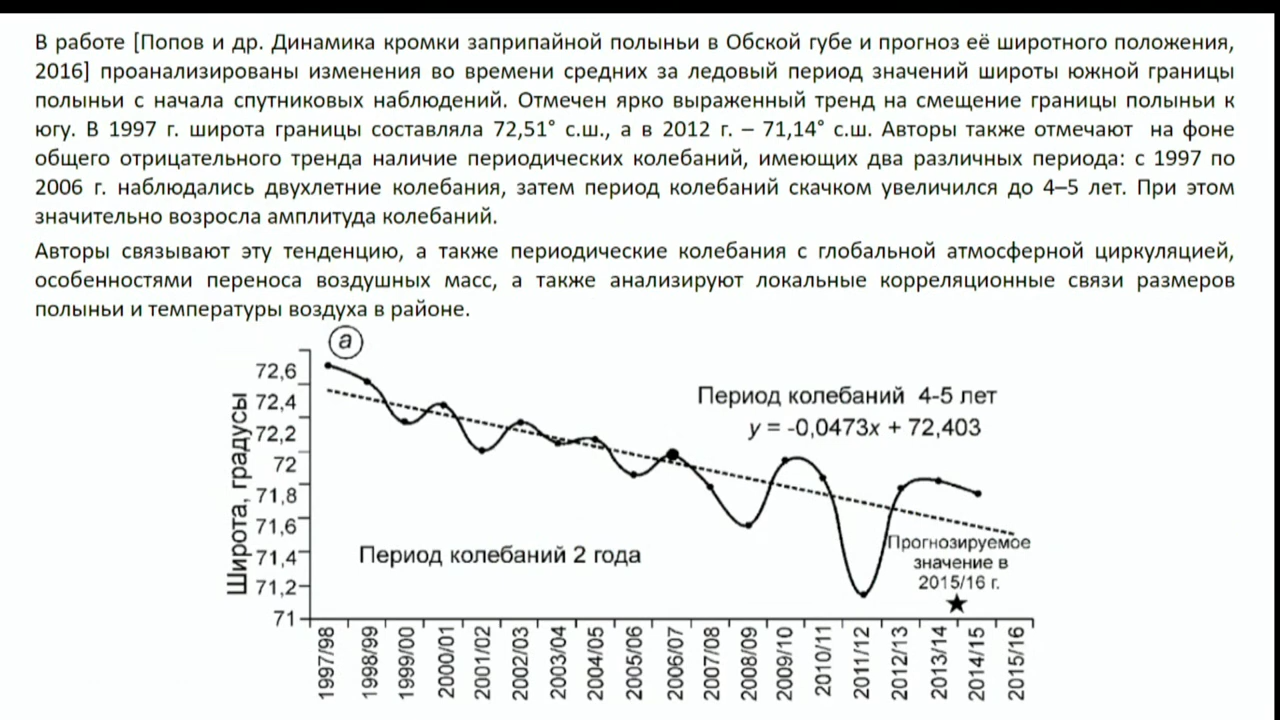 В работе [Попов и др. Динамика кромки заприпайной полыньи в Обской губе и прогноз её широтного положения,
2016] проанализированы изменения во времени средних за ледовый период значений широты южной границы
полыньи с начала спутниковых наблюдений. Отмечен ярко выраженный тренд на смещение границы полыньи к
югу. В 1997 г. широта границы составляла 72,51° с.ш., а в 2012 г. – 71,14° с.ш. Авторы также отмечают на фоне
общего отрицательного тренда наличие периодических колебаний, имеющих два различных периода: с 1997 по
2006 г. наблюдались двухлетние колебания, затем период колебаний скачком увеличился до 4–5 лет. При этом
значительно возросла амплитуда колебаний.
Авторы связывают эту тенденцию, а также периодические колебания с глобальной атмосферной циркуляцией,
особенностями переноса воздушных масс, а также анализируют локальные корреляционные связи размеров
полыньи и температуры воздуха в районе.
а
Широта, градусы
72,6
72,4
72,2
72
71,8
71,6
71,4
71,2
71
Период колебаний 4-5 лет
y = -0,0473x + 72,403
Период колебаний 2 года
Прогнозируемое
значение в
2015/16 г.
1997/98
1998/99
1999/00
2000/01
2001/02
2002/03
2003/04
2004/05
2005/06
2006/07
2007/08
2008/09
2009/10
2010/11
2011/12
2012/13
2013/14
2014/15
2015/16